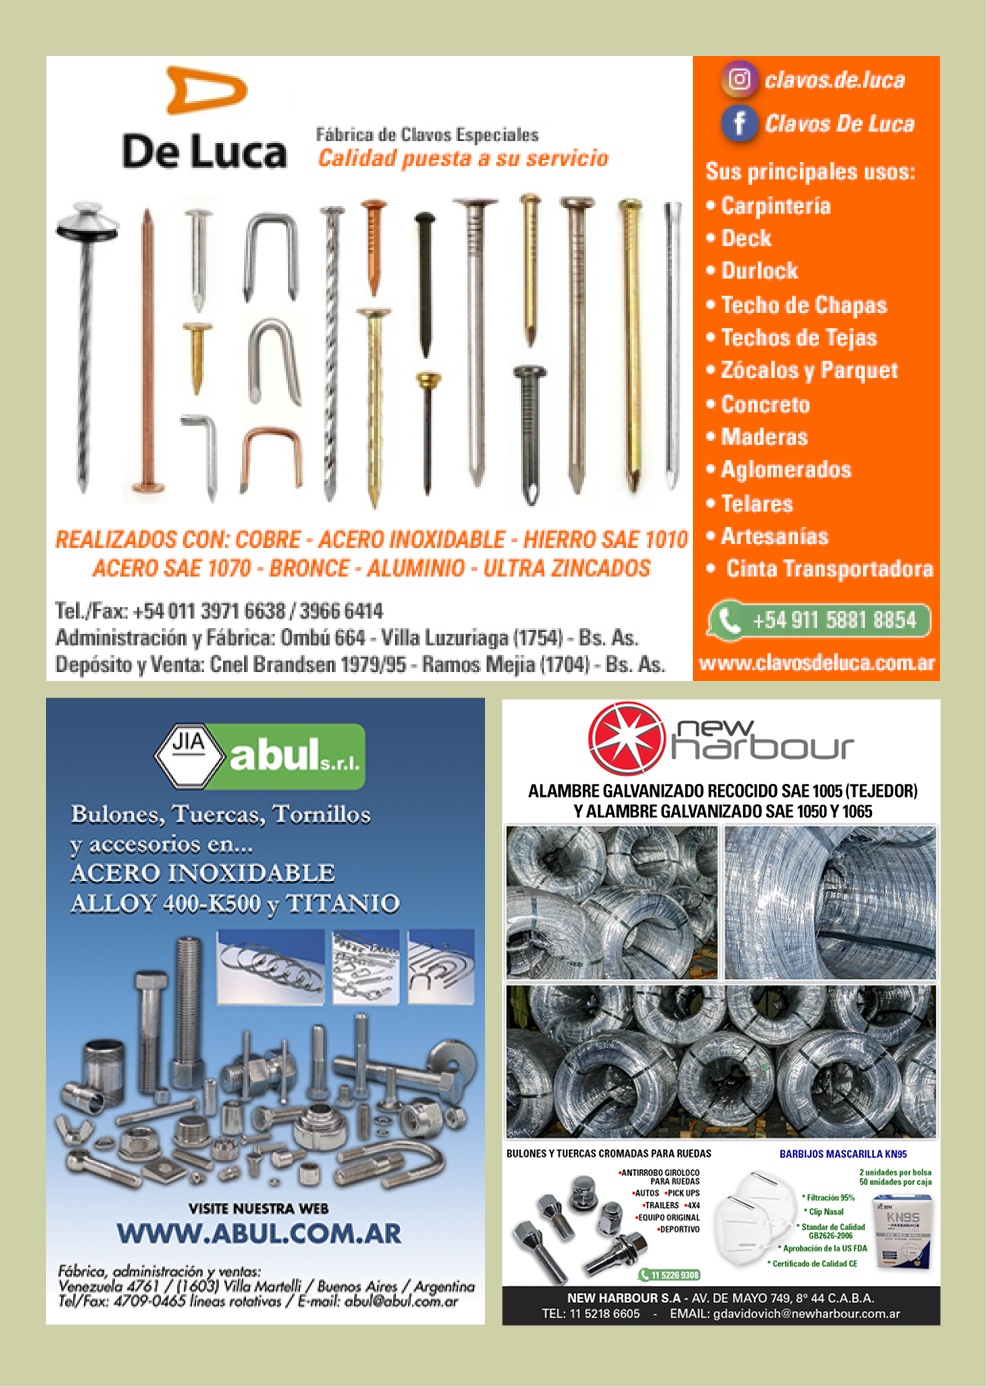 De Luca
Fábrica de Clavos Especiales
Calidad puesta a su servicio
REALIZADOS CON: COBRE - ACERO INOXIDABLE - HIERRO SAE 1010
ACERO SAE 1070 - BRONCE - ALUMINIO - ULTRA ZINCADOS
Tel./Fax: +54 011 3971 6638 / 3966 6414
Administración y Fábrica: Ombú 664 - Villa Luzuriaga (1754) - Bs. As.
Depósito y Venta: Cnel Brandsen 1979/95 - Ramos Mejia (1704) - Bs. As.
clavos.de.luca
Clavos De Luca
Sus principales usos:
• Carpintería
• Deck
• Durlock
• Techo de Chapas
• Techos de Tejas
• Zócalos y Parquet
• Concreto
• Maderas
• Aglomerados
• Telares
• Artesanías
• Cinta Transportadora
+54 911 5881 8854
www.clavosdeluca.com.ar
JIA abul s.r.l.
Bulones, Tuercas, Tornillos
y accesorios en...
ACERO INOXIDABLE
ALLOY 400-K500 y TITANIO
VISITE NUESTRA WEB
WWW.ABUL.COM.AR
Fábrica, administración y ventas:
Venezuela 4761 / (1603) Villa Martelli / Buenos Aires / Argentina
Tel/Fax: 4709-0465 líneas rotativas / E-mail: abul@abul.com.ar
new
harbour
ALAMBRE GALVANIZADO RECOCIDO SAE 1005 (TEJEDOR)
Y ALAMBRE GALVANIZADO SAE 1050 Y 1065
BULONES Y TUERCAS CROMADAS PARA RUEDAS
•ANTIRROBO GIROLOCO
PARA RUEDAS
•AUTOS •PICK UPS
•TRAILERS •4X4
•EQUIPO ORIGINAL
•DEPORTIVO
11 5226 9308
BARBIJOS MASCARILLA KN95
2 unidades por bolsa
50 unidades por caja
* Filtración 95%
* Clip Nasal
* Standar de Calidad
GB2626-2006
* Aprobación de la US FDA
* Certificado de Calidad CE
KN95
NEW HARBOUR S.A - AV. DE MAYO 749, 8º 44 C.A.B.A.
TEL: 11 5218 6605 - EMAIL: gdavidovich@newharbour.com.ar